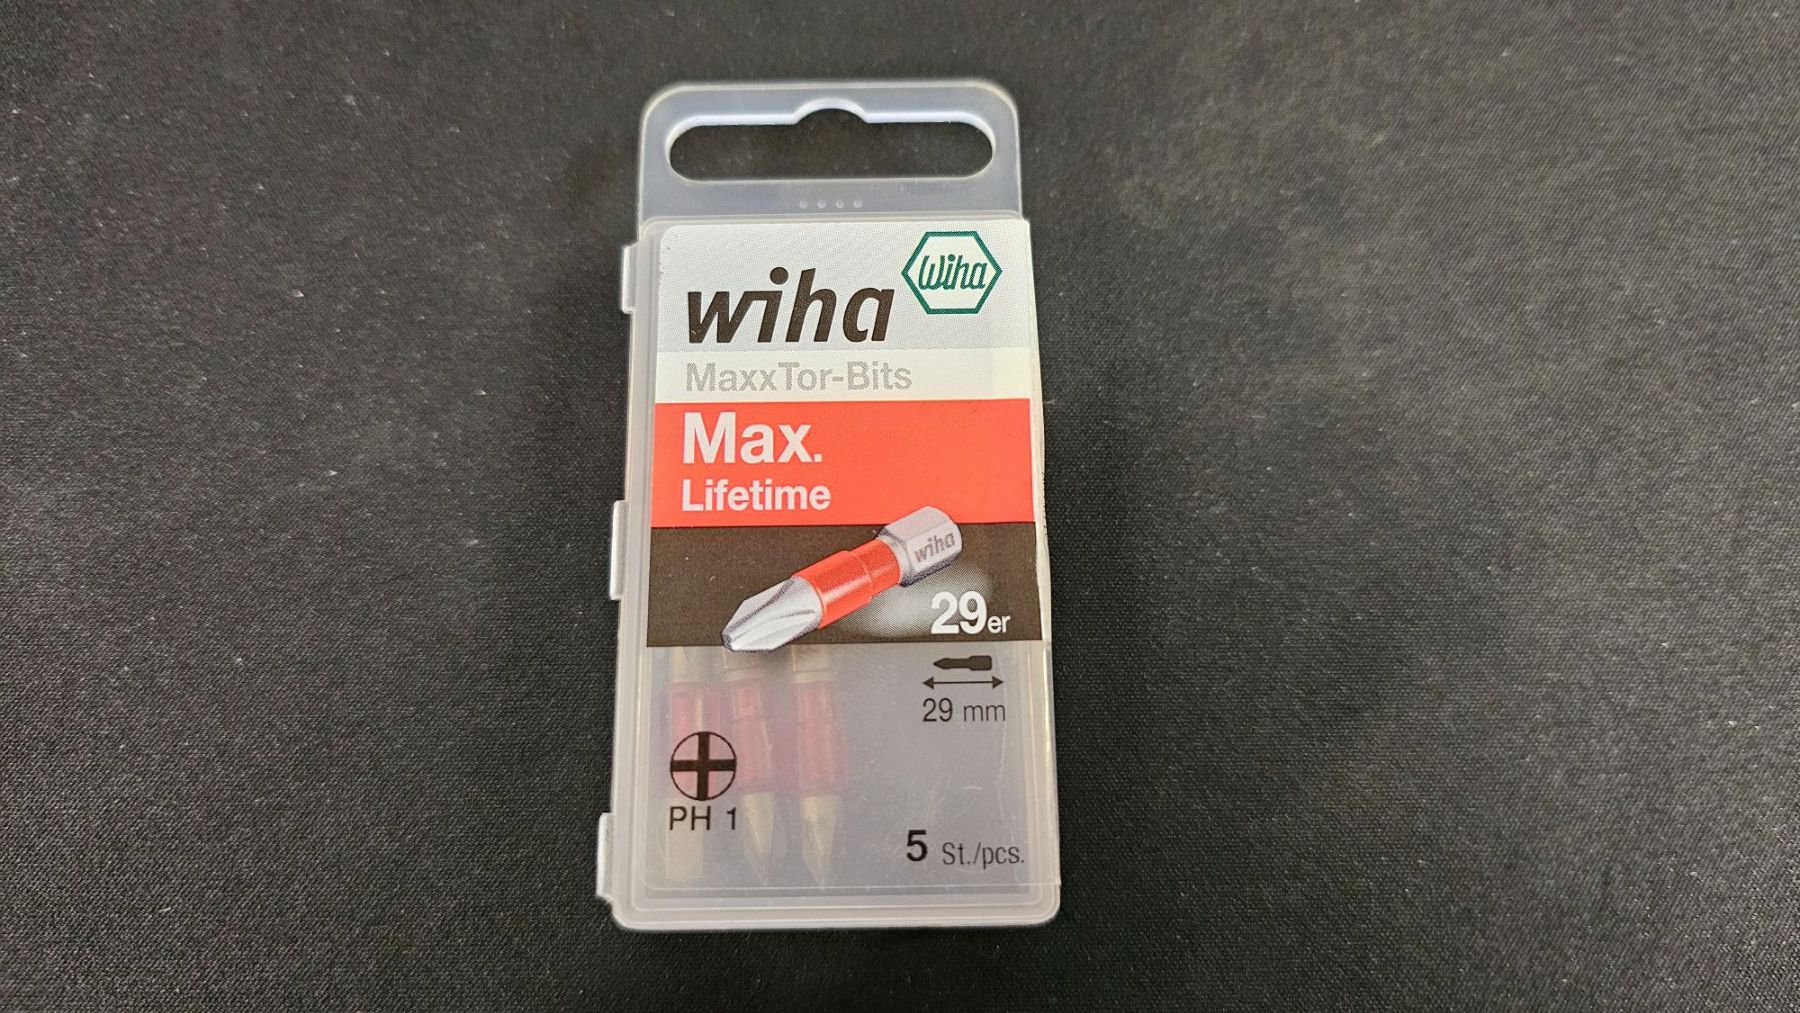 wiha
Wiha
MaxxTor-Bits
Max.
Lifetime
wiha
29er
29 mm
PH 1
5 St./pcs.